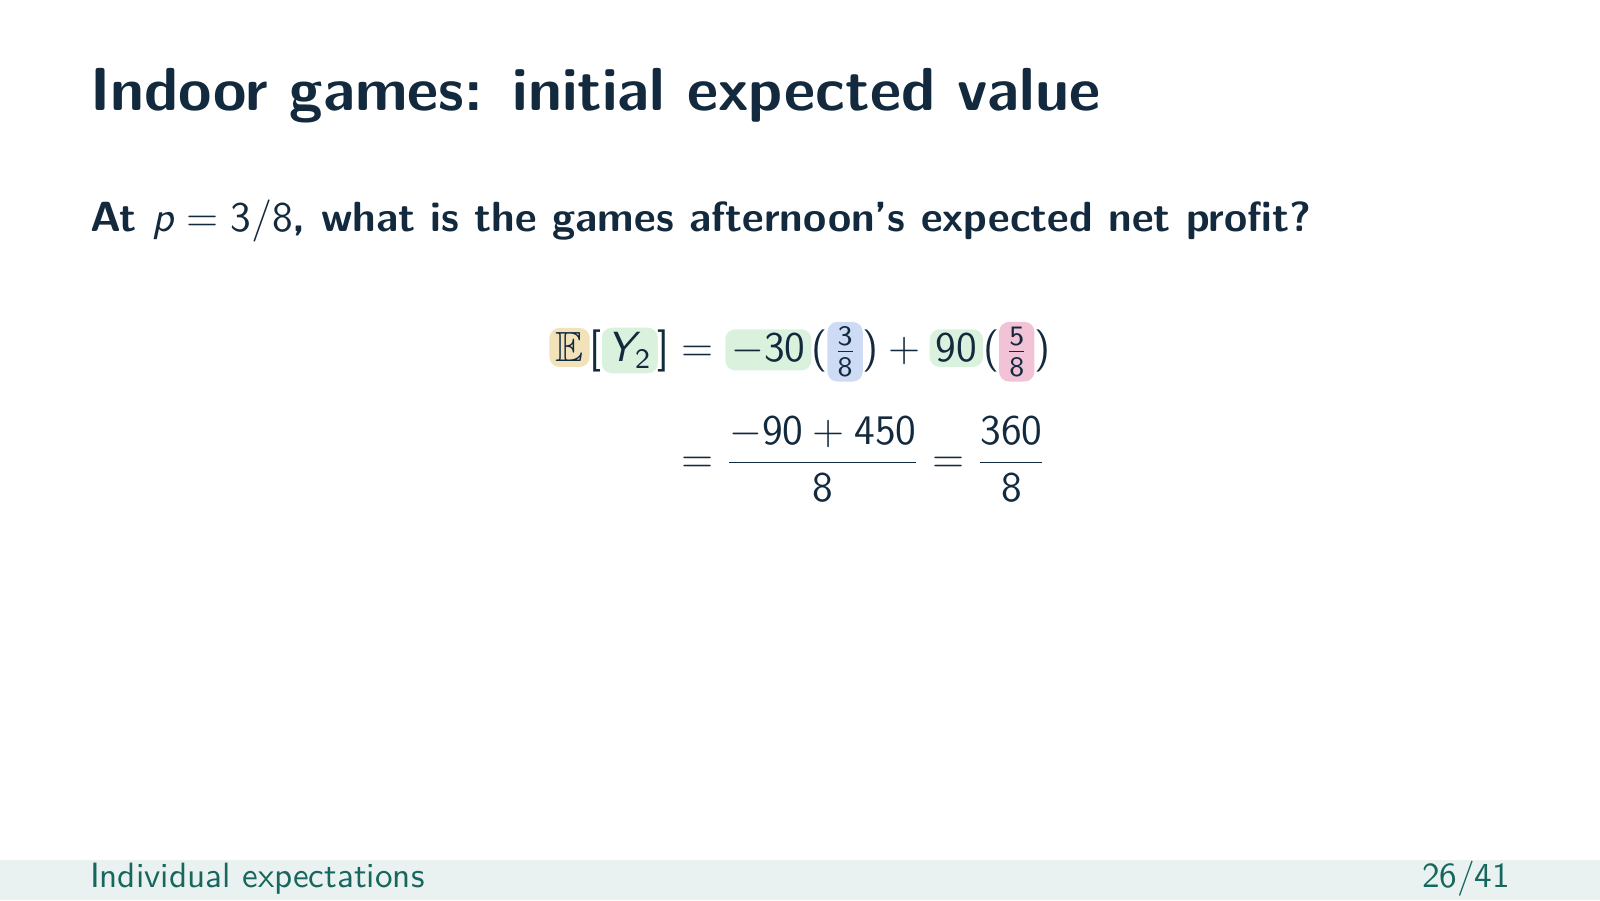 Indoor games: initial expected value
At p = 3/8, what is the games afternoon's expected net profit?
𝔼[Y₂] = −30(3/8) + 90(5/8)
= (−90 + 450)/8 = 360/8
Individual expectations
26/41